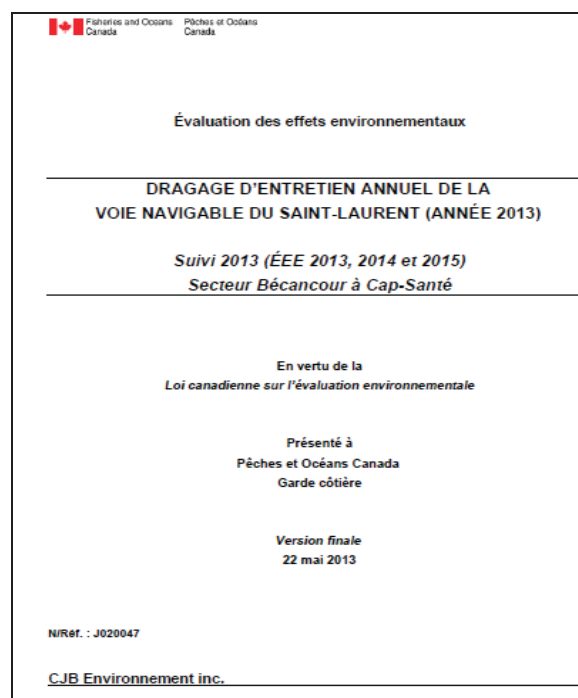 Fisheries and Oceans Pêches et Océans
Canada Canada
Évaluation des effets environnementaux
DRAGAGE D'ENTRETIEN ANNUEL DE LA
VOIE NAVIGABLE DU SAINT-LAURENT (ANNÉE 2013)
Suivi 2013 (ÉEE 2013, 2014 et 2015)
Secteur Bécancour à Cap-Santé
En vertu de la
Loi canadienne sur l'évaluation environnementale
Présenté à
Pêches et Océans Canada
Garde côtière
Version finale
22 mai 2013
N/Réf. : J020047
CJB Environnement inc.